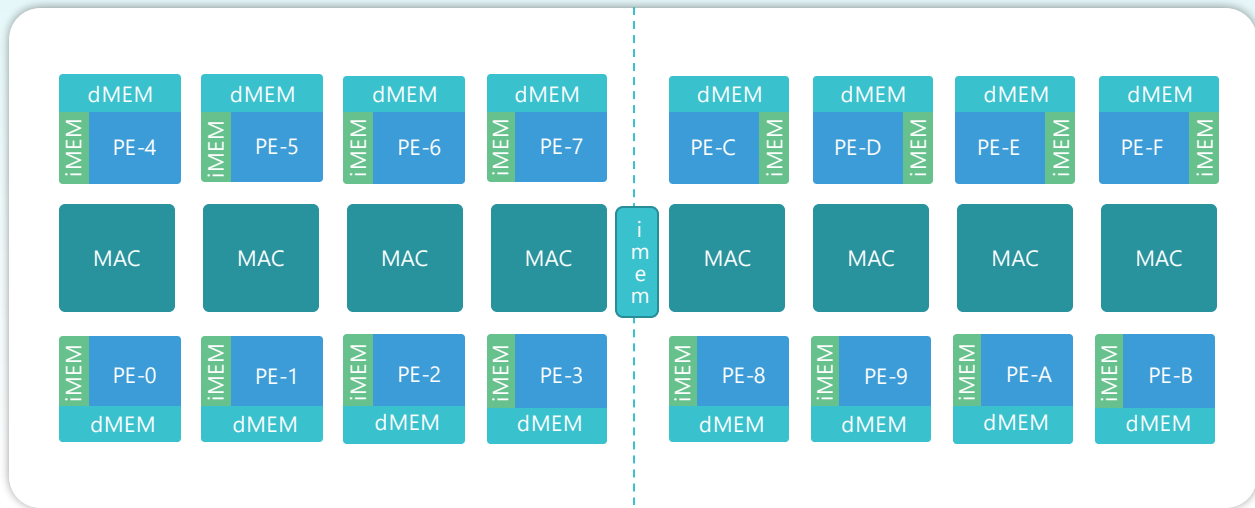 dMEM dMEM dMEM dMEM dMEM dMEM dMEM dMEM
iMEM PE-4 iMEM PE-5 iMEM PE-6 iMEM PE-7 PE-C iMEM PE-D iMEM PE-E iMEM PE-F iMEM
MAC MAC MAC MAC imem MAC MAC MAC MAC
iMEM PE-0 iMEM PE-1 iMEM PE-2 iMEM PE-3 iMEM PE-8 iMEM PE-9 iMEM PE-A iMEM PE-B
dMEM dMEM dMEM dMEM dMEM dMEM dMEM dMEM